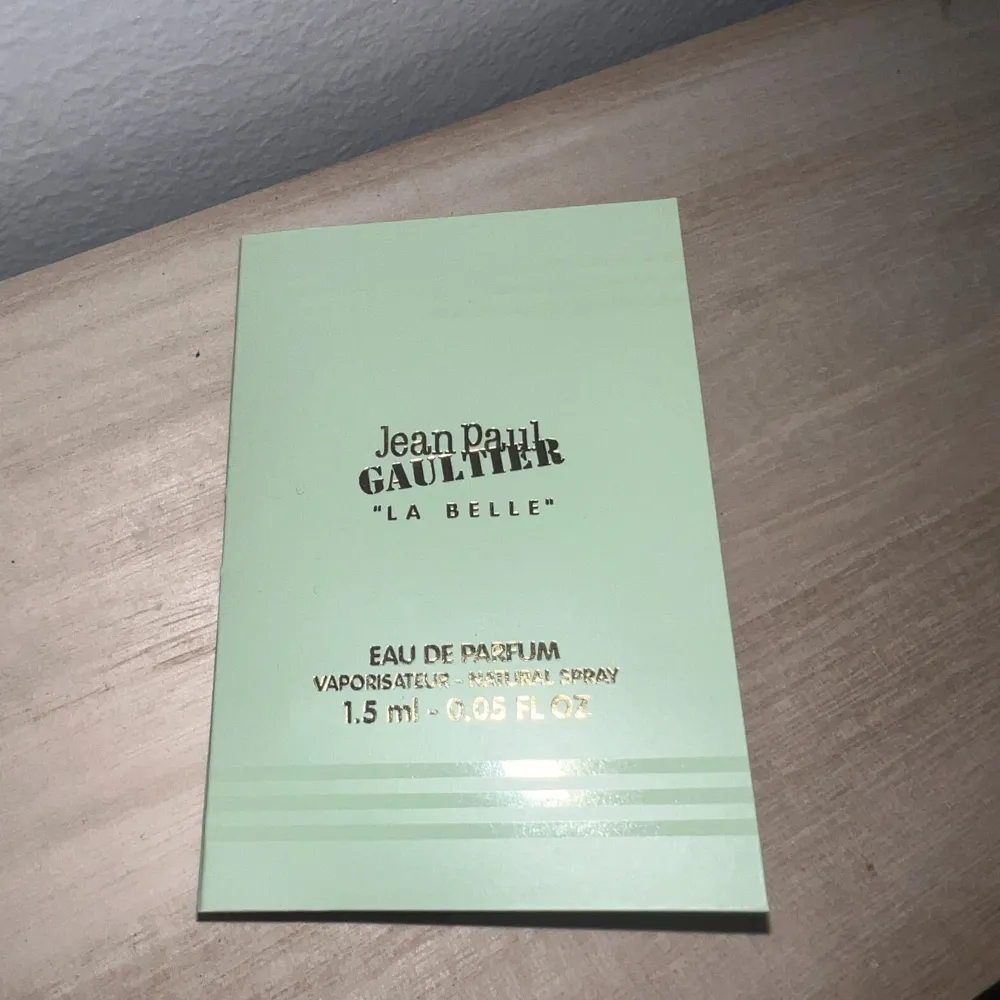 Jean Paul
GAULTIER
"LA BELLE"
EAU DE PARFUM
VAPORISATEUR - NATURAL SPRAY
1.5 ml - 0.05 FL OZ